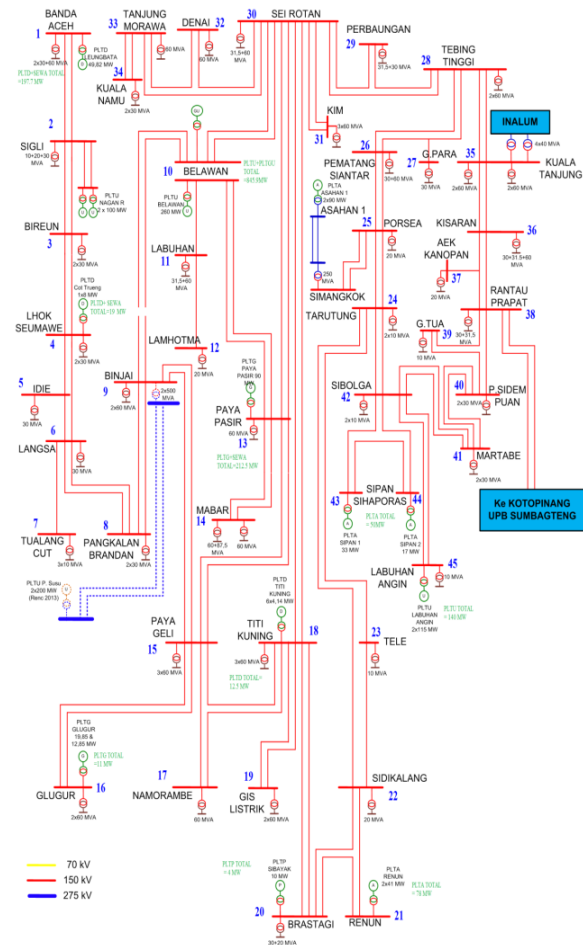 BANDA
ACEH
1
2x30+60 MVA
PLTD
LEUNGBATA
49,82 MW
PLTD+SEWA TOTAL
=197.7 MW
33
TANJUNG
MORAWA
60 MVA
34
KUALA
NAMU
2x30 MVA
DENAI
32
60 MVA
30
SEI ROTAN
31,5+60
MVA
PERBAUNGAN
29
31,5+30 MVA
28
TEBING
TINGGI
2x60 MVA
KIM
31
3x60 MVA
INALUM
4x40 MVA
2
SIGLI
10+20+30
MVA
PLTU
NAGAN R
2 x 100 MW
GU
10
BELAWAN
PLTU+PLTGU
TOTAL
PLTU
BELAWAN
260 MW
26
PEMATANG
SIANTAR
30+60 MVA
27
G.PARA
30 MVA
35
KUALA
TANJUNG
2x60 MVA
2x60 MVA
A
PLTA
ASAHAN 1
2x90 MW
ASAHAN 1
250
MVA
SIMANGKOK
25
PORSEA
20 MVA
KISARAN
36
30+31,5+60
MVA
AEK
KANOPAN
37
20 MVA
3
BIREUN
2x30 MVA
PLTD
Cot Trueng
1x8 MW
PLTD+ SEWA
TOTAL=19 MW
LHOK
SEUMAWE
4
2x30 MVA
LABUHAN
11
31,5+60
MVA
LAMHOTMA
12
20 MVA
24
TARUTUNG
2x10 MVA
RANTAU
PRAPAT
38
30+31,5
MVA
G.TUA
39
10 MVA
5
IDIE
30 MVA
BINJAI
9
2x60 MVA
2x500
MVA
PLTG
PAYA
PASIR 90
MW
PAYA
PASIR
60 MVA
13
PLTG+SEWA
TOTAL=212,5 MW
SIBOLGA
42
2x10 MVA
40
P.SIDEM
PUAN
2x30 MVA
6
LANGSA
30 MVA
41
MARTABE
2x30 MVA
7
TUALANG
CUT
3x10 MVA
8
PANGKALAN
BRANDAN
2x30 MVA
MABAR
14
60+87,5
MVA
60 MVA
43
SIPAN
SIHAPORAS
44
PLTA TOTAL
= 50MW
PLTA
SIPAN 1
33 MW
PLTA
SIPAN 2
17 MW
Ke KOTOPINANG
UPB SUMBAGTENG
PLTU P. Susu
2x200 MW
(Renc 2013)
45
LABUHAN
ANGIN
10 MVA
PLTU
LABUHAN
ANGIN
2x115 MW
PLTU TOTAL
= 140 MW
PLTD
TITI
KUNING
6x4,14 MW
PAYA
GELI
15
3x60 MVA
TITI
KUNING
18
3x60 MVA
PLTD TOTAL=
12,5 MW
23
TELE
10 MVA
PLTG
GLUGUR
19,85 &
12,85 MW
PLTG TOTAL
=11 MW
GLUGUR
16
2x60 MVA
17
NAMORAMBE
60 MVA
19
GIS
LISTRIK
2x60 MVA
SIDIKALANG
22
20 MVA
70 kV
150 kV
275 kV
PLTP TOTAL
= 4 MW
PLTP
SIBAYAK
10 MW
20
BRASTAGI
30+20 MVA
PLTA
RENUN
2x41 MW
PLTA TOTAL
= 78 MW
RENUN
21